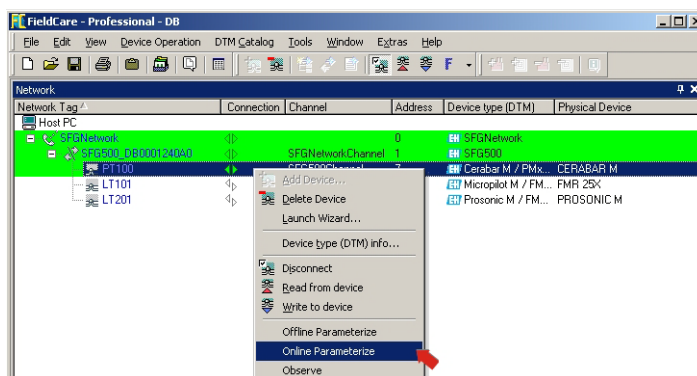 FieldCare - Professional - DB
File Edit View Device Operation DTM Catalog Tools Window Extras Help
F
Network
Network Tag Connection Channel Address Device type (DTM) Physical Device
Host PC
SFGNetwork 0 SFGNetwork
SFG500_DB0001240A0 SFGNetworkChannel 1 SFG500
PT100 SFG500Channel 7 Cerabar M / PMx... CERABAR M
LT101 Micropilot M / FM... FMR 25X
LT201 Prosonic M / FM... PROSONIC M
Add Device...
Delete Device
Launch Wizard...
Device type (DTM) info...
Disconnect
Read from device
Write to device
Offline Parameterize
Online Parameterize
Observe